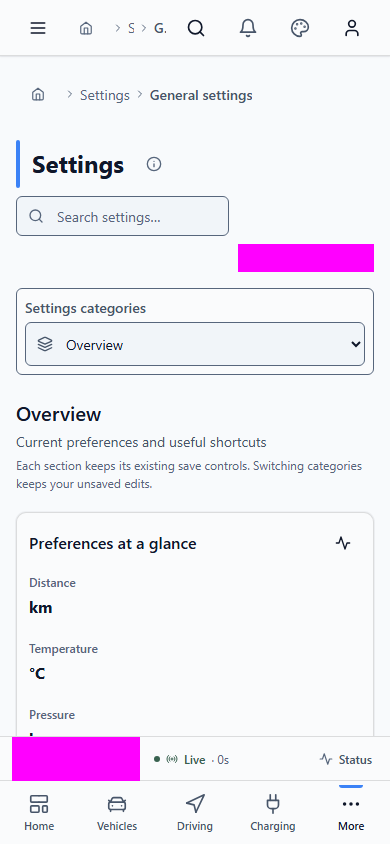 S
G.
Settings
General settings
Settings
Search settings...
Settings categories
Overview
Overview
Current preferences and useful shortcuts
Each section keeps its existing save controls. Switching categories
keeps your unsaved edits.
Preferences at a glance
Distance
km
Temperature
°C
Pressure
Live · 0s
Status
Home
Vehicles
Driving
Charging
More